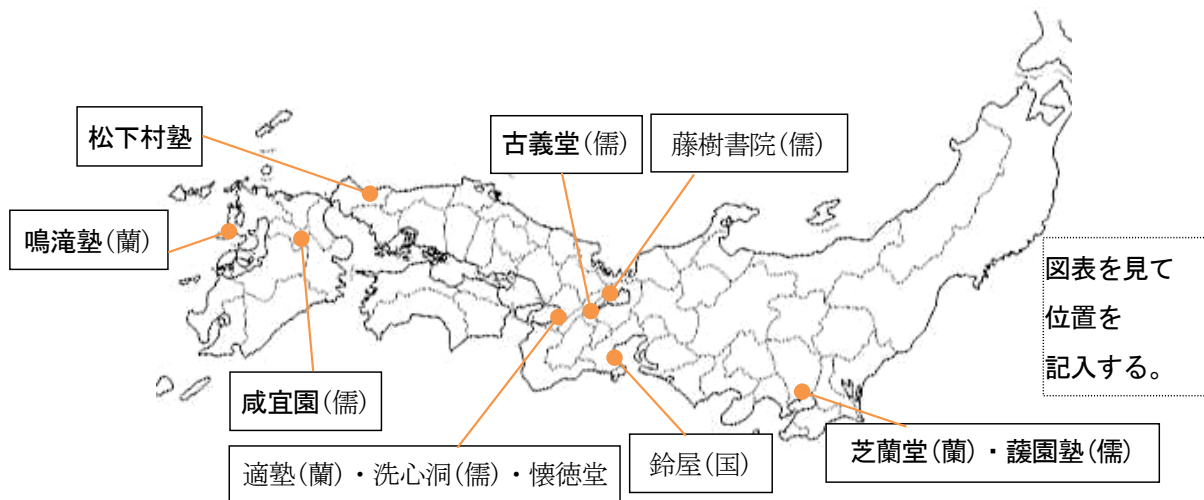 松下村塾
古義堂(儒)
藤樹書院(儒)
鳴滝塾(蘭)
図表を見て
位置を
記入する。
咸宜園(儒)
適塾(蘭)・洗心洞(儒)・懐徳堂
鈴屋(国)
芝蘭堂(蘭)・蘐園塾(儒)